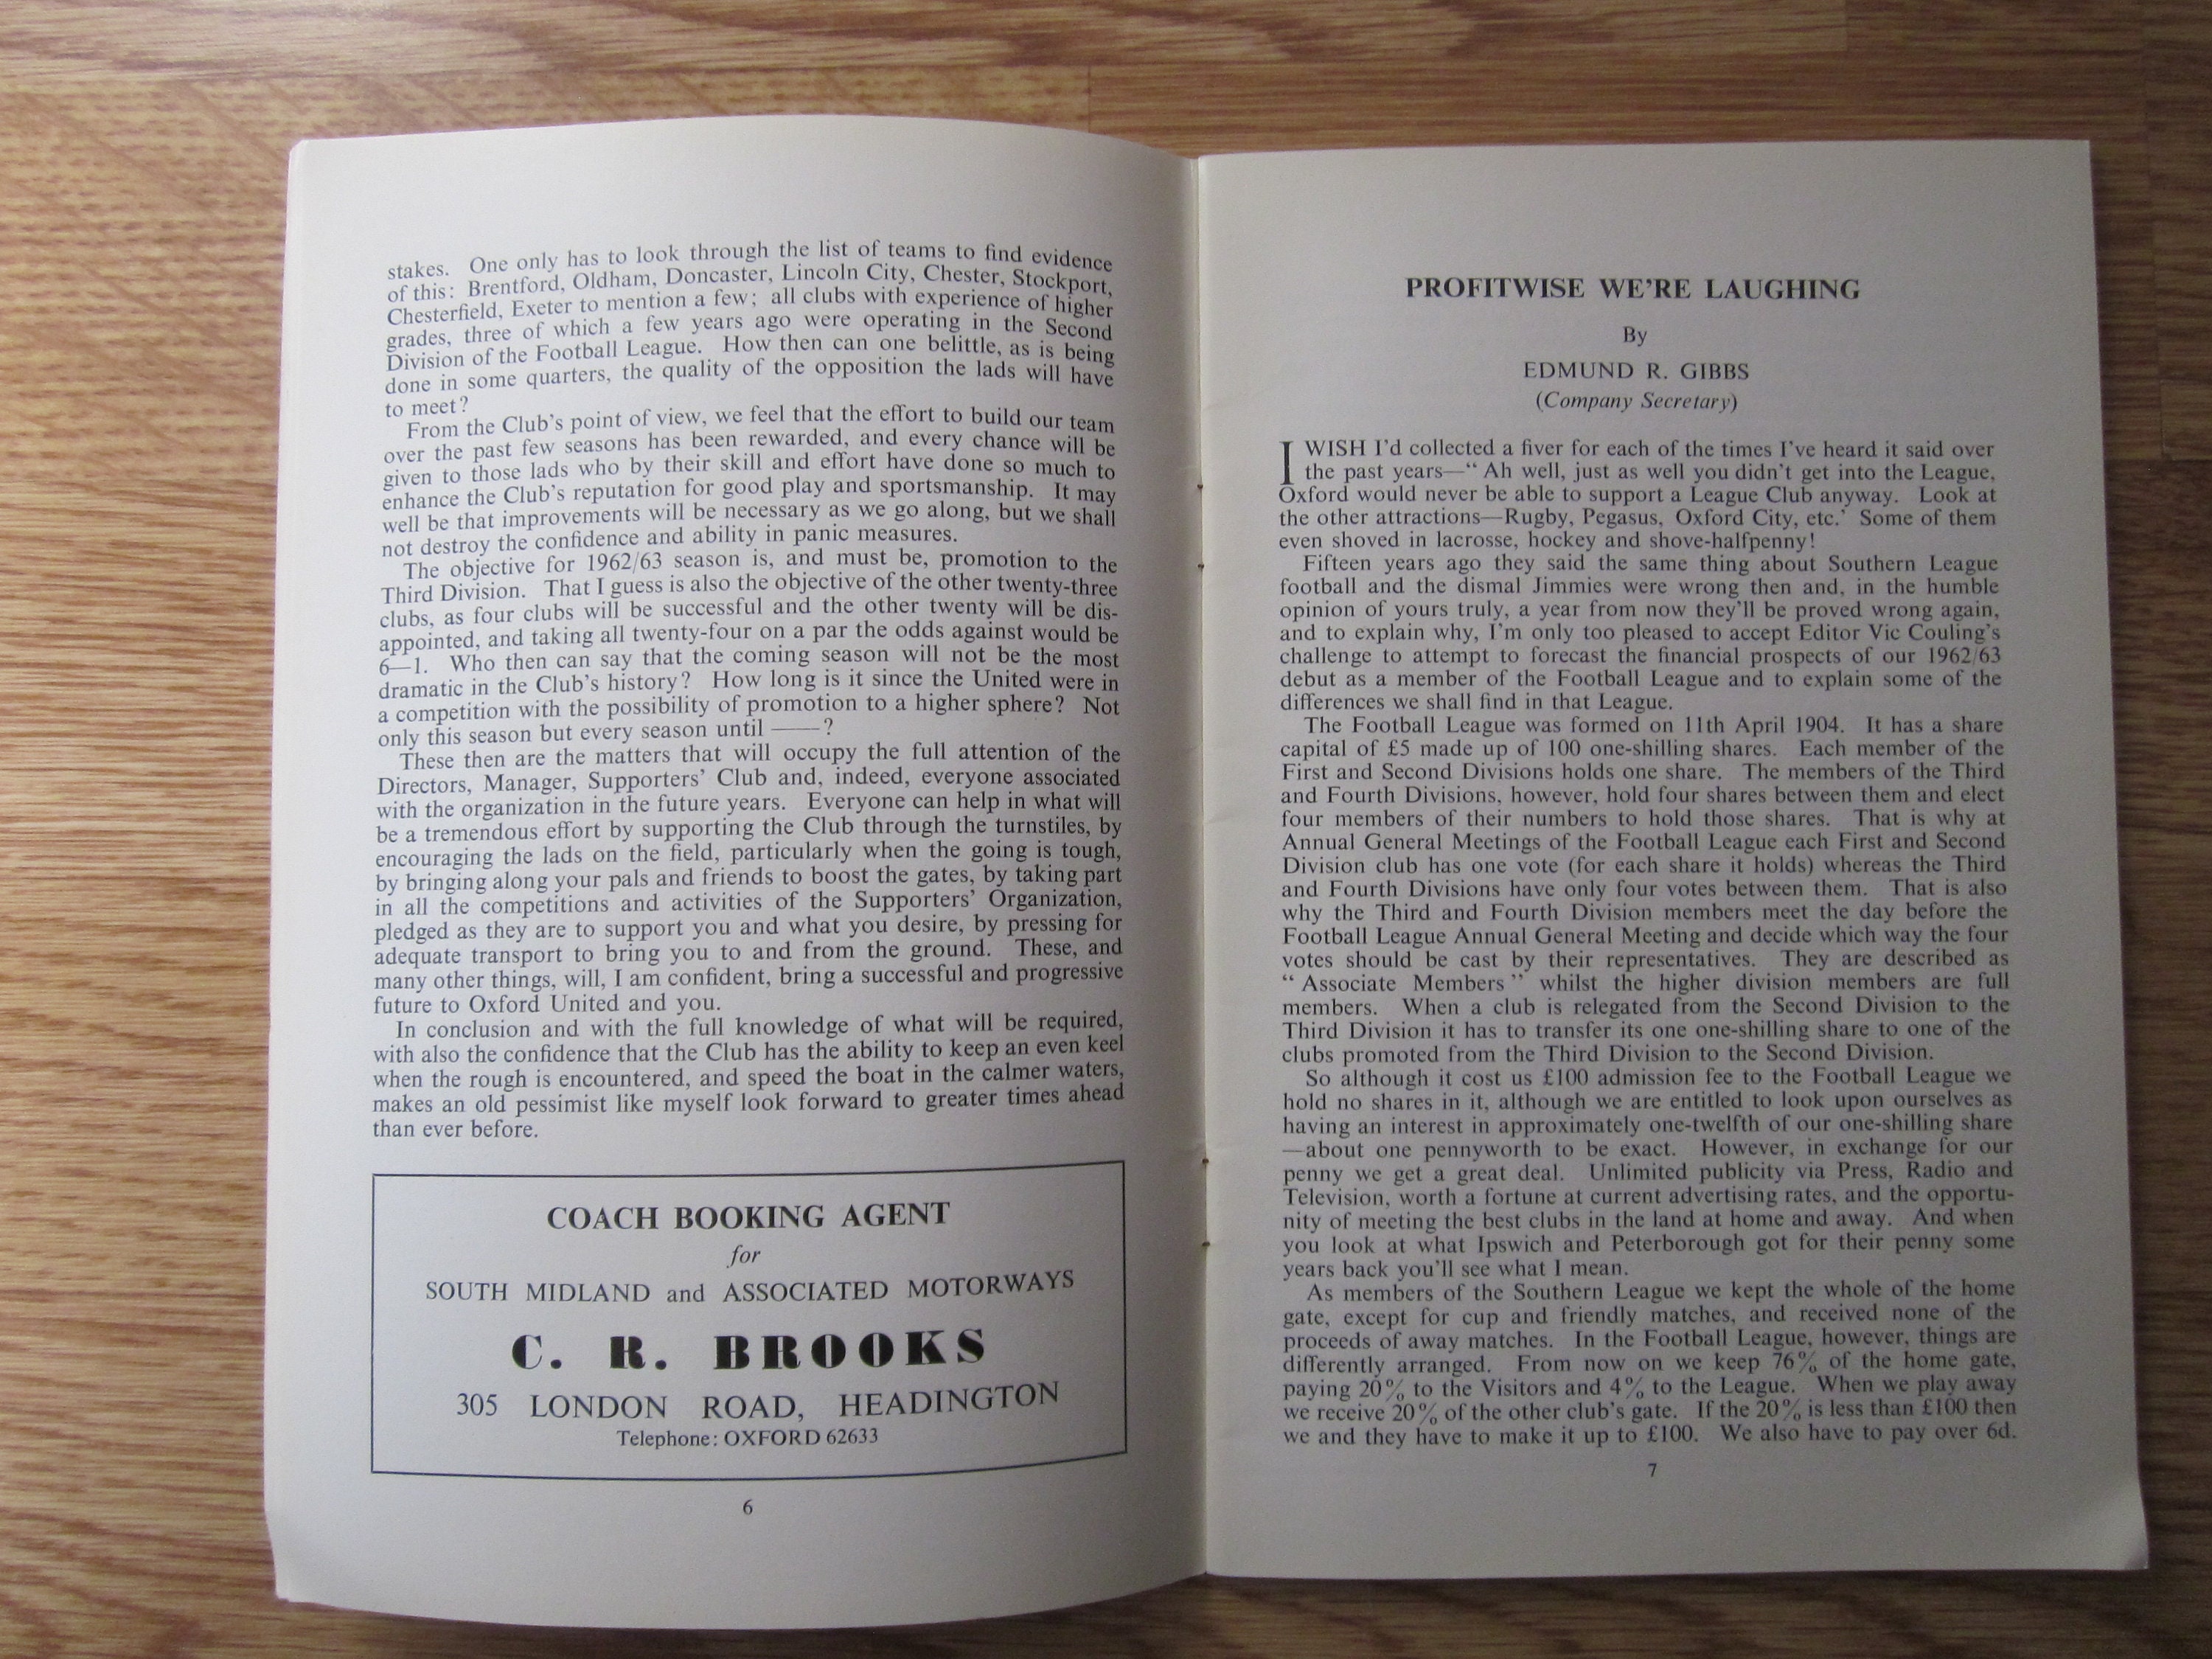 stakes. One only has to look through the list of teams to find evidence
of this: Brentford, Oldham, Doncaster, Lincoln City, Chester, Stockport,
Chesterfield, Exeter to mention a few; all clubs with experience of higher
grades, three of which a few years ago were operating in the Second
Division of the Football League. How then can one belittle, as is being
done in some quarters, the quality of the opposition the lads will have
to meet?
From the Club's point of view, we feel that the effort to build our team
over the past few seasons has been rewarded, and every chance will be
given to those lads who by their skill and effort have done so much to
enhance the Club's reputation for good play and sportsmanship. It may
well be that improvements will be necessary as we go along, but we shall
not destroy the confidence and ability in panic measures.
The objective for 1962/63 season is, and must be, promotion to the
Third Division. That I guess is also the objective of the other twenty-three
clubs, as four clubs will be successful and the other twenty will be dis-
appointed, and taking all twenty-four on a par the odds against would be
6—1. Who then can say that the coming season will not be the most
dramatic in the Club's history? How long is it since the United were in
a competition with the possibility of promotion to a higher sphere? Not
only this season but every season until ——?
These then are the matters that will occupy the full attention of the
Directors, Manager, Supporters' Club and, indeed, everyone associated
with the organization in the future years. Everyone can help in what will
be a tremendous effort by supporting the Club through the turnstiles, by
encouraging the lads on the field, particularly when the going is tough,
by bringing along your pals and friends to boost the gates, by taking part
in all the competitions and activities of the Supporters' Organization,
pledged as they are to support you and what you desire, by pressing for
adequate transport to bring you to and from the ground. These, and
many other things, will, I am confident, bring a successful and progressive
future to Oxford United and you.
In conclusion and with the full knowledge of what will be required,
with also the confidence that the Club has the ability to keep an even keel
when the rough is encountered, and speed the boat in the calmer waters,
makes an old pessimist like myself look forward to greater times ahead
than ever before.
COACH BOOKING AGENT
for
SOUTH MIDLAND and ASSOCIATED MOTORWAYS
C. R. BROOKS
305 LONDON ROAD, HEADINGTON
Telephone: OXFORD 62633
6
PROFITWISE WE'RE LAUGHING
By
EDMUND R. GIBBS
(Company Secretary)
I WISH I'd collected a fiver for each of the times I've heard it said over
the past years—“ Ah well, just as well you didn't get into the League,
Oxford would never be able to support a League Club anyway. Look at
the other attractions—Rugby, Pegasus, Oxford City, etc.' Some of them
even shoved in lacrosse, hockey and shove-halfpenny!
Fifteen years ago they said the same thing about Southern League
football and the dismal Jimmies were wrong then and, in the humble
opinion of yours truly, a year from now they'll be proved wrong again,
and to explain why, I'm only too pleased to accept Editor Vic Couling's
challenge to attempt to forecast the financial prospects of our 1962/63
debut as a member of the Football League and to explain some of the
differences we shall find in that League.
The Football League was formed on 11th April 1904. It has a share
capital of £5 made up of 100 one-shilling shares. Each member of the
First and Second Divisions holds one share. The members of the Third
and Fourth Divisions, however, hold four shares between them and elect
four members of their numbers to hold those shares. That is why at
Annual General Meetings of the Football League each First and Second
Division club has one vote (for each share it holds) whereas the Third
and Fourth Divisions have only four votes between them. That is also
why the Third and Fourth Division members meet the day before the
Football League Annual General Meeting and decide which way the four
votes should be cast by their representatives. They are described as
“ Associate Members ” whilst the higher division members are full
members. When a club is relegated from the Second Division to the
Third Division it has to transfer its one one-shilling share to one of the
clubs promoted from the Third Division to the Second Division.
So although it cost us £100 admission fee to the Football League we
hold no shares in it, although we are entitled to look upon ourselves as
having an interest in approximately one-twelfth of our one-shilling share
—about one pennyworth to be exact. However, in exchange for our
penny we get a great deal. Unlimited publicity via Press, Radio and
Television, worth a fortune at current advertising rates, and the opportu-
nity of meeting the best clubs in the land at home and away. And when
you look at what Ipswich and Peterborough got for their penny some
years back you'll see what I mean.
As members of the Southern League we kept the whole of the home
gate, except for cup and friendly matches, and received none of the
proceeds of away matches. In the Football League, however, things are
differently arranged. From now on we keep 76% of the home gate,
paying 20% to the Visitors and 4% to the League. When we play away
we receive 20% of the other club's gate. If the 20% is less than £100 then
we and they have to make it up to £100. We also have to pay over 6d.
7